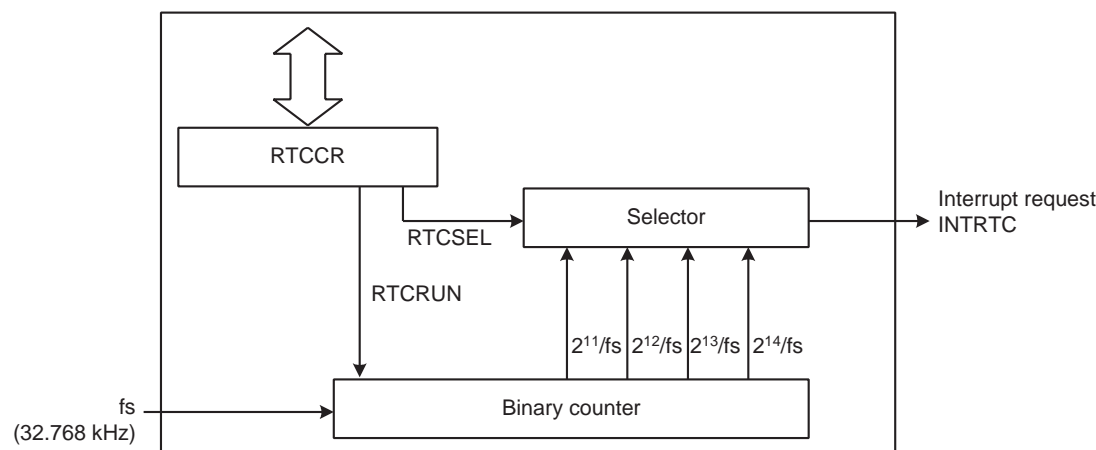 RTCCR
Selector
Interrupt request
INTRTC
RTCSEL
RTCRUN
2¹¹/fs 2¹²/fs 2¹³/fs 2¹⁴/fs
fs
(32.768 kHz)
Binary counter